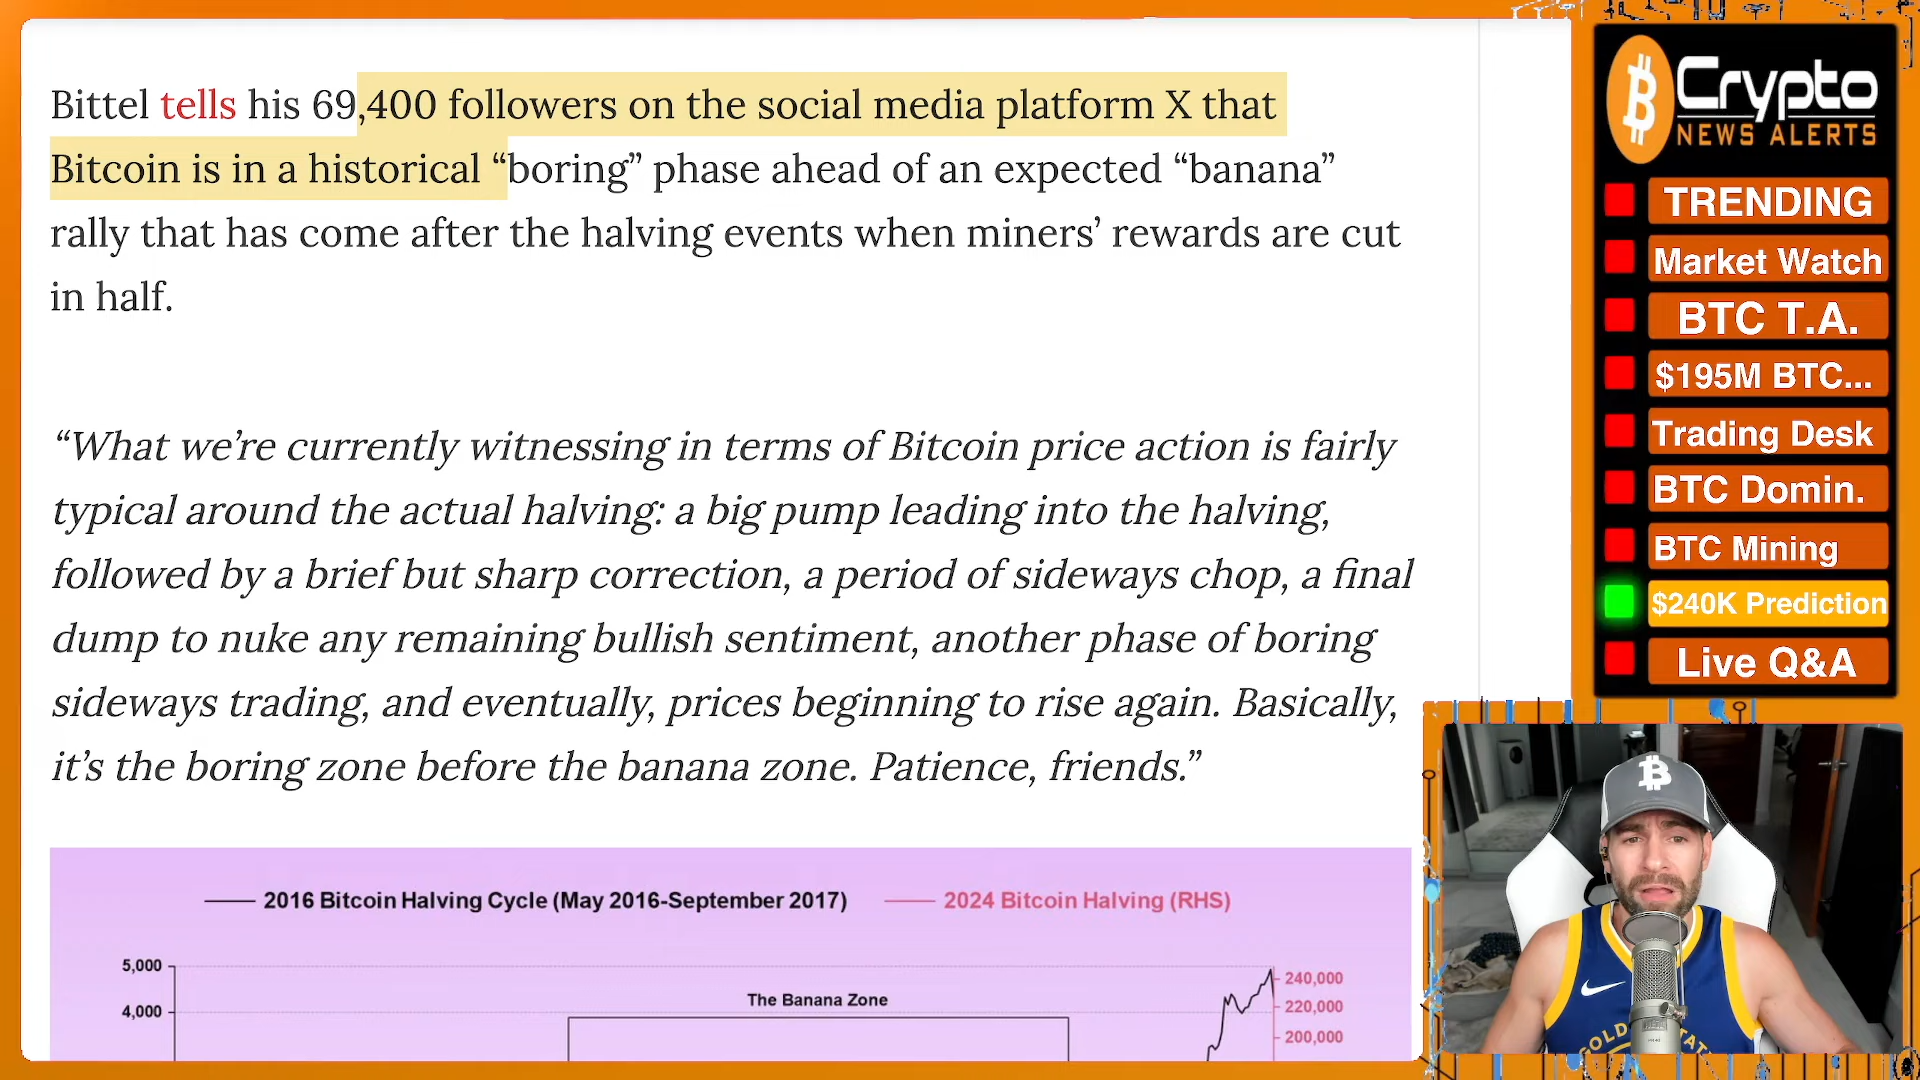 Bittel tells his 69,400 followers on the social media platform X that
Bitcoin is in a historical “boring” phase ahead of an expected “banana”
rally that has come after the halving events when miners’ rewards are cut
in half.
“What we’re currently witnessing in terms of Bitcoin price action is fairly
typical around the actual halving: a big pump leading into the halving,
followed by a brief but sharp correction, a period of sideways chop, a final
dump to nuke any remaining bullish sentiment, another phase of boring
sideways trading, and eventually, prices beginning to rise again. Basically,
it’s the boring zone before the banana zone. Patience, friends.”
2016 Bitcoin Halving Cycle (May 2016-September 2017)
2024 Bitcoin Halving (RHS)
5,000
4,000
The Banana Zone
240,000
220,000
200,000
Crypto
NEWS ALERTS
TRENDING
Market Watch
BTC T.A.
$195M BTC...
Trading Desk
BTC Domin.
BTC Mining
$240K Prediction
Live Q&A